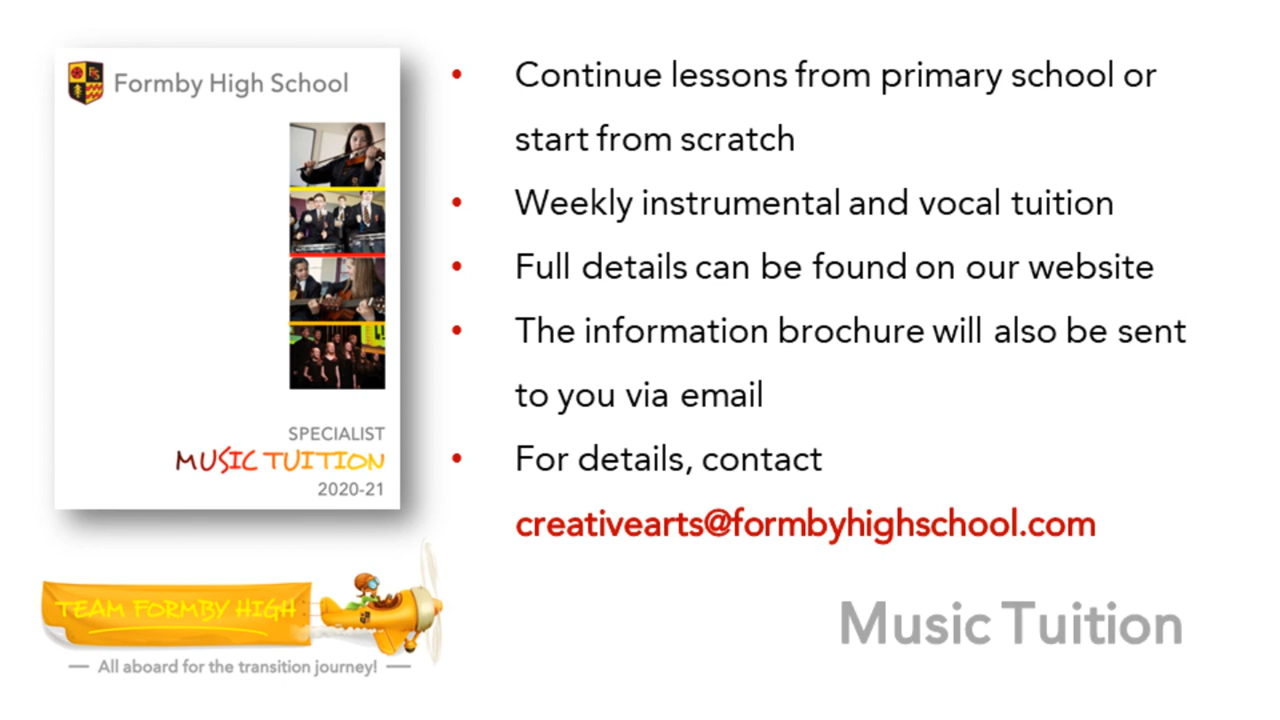 Formby High School
SPECIALIST
MUSIC TUITION
2020-21
• Continue lessons from primary school or
start from scratch
• Weekly instrumental and vocal tuition
• Full details can be found on our website
• The information brochure will also be sent
to you via email
• For details, contact
creativearts@formbyhighschool.com
TEAM FORMBY HIGH
All aboard for the transition journey!
Music Tuition